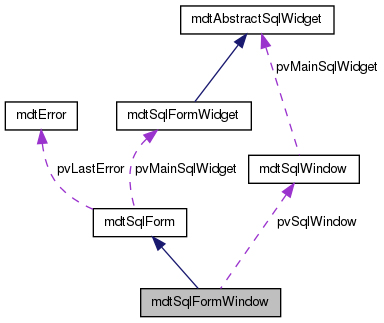 mdtAbstractSqlWidget
pvMainSqlWidget
mdtError
mdtSqlFormWidget
pvLastError
pvMainSqlWidget
mdtSqlWindow
mdtSqlForm
pvSqlWindow
mdtSqlFormWindow